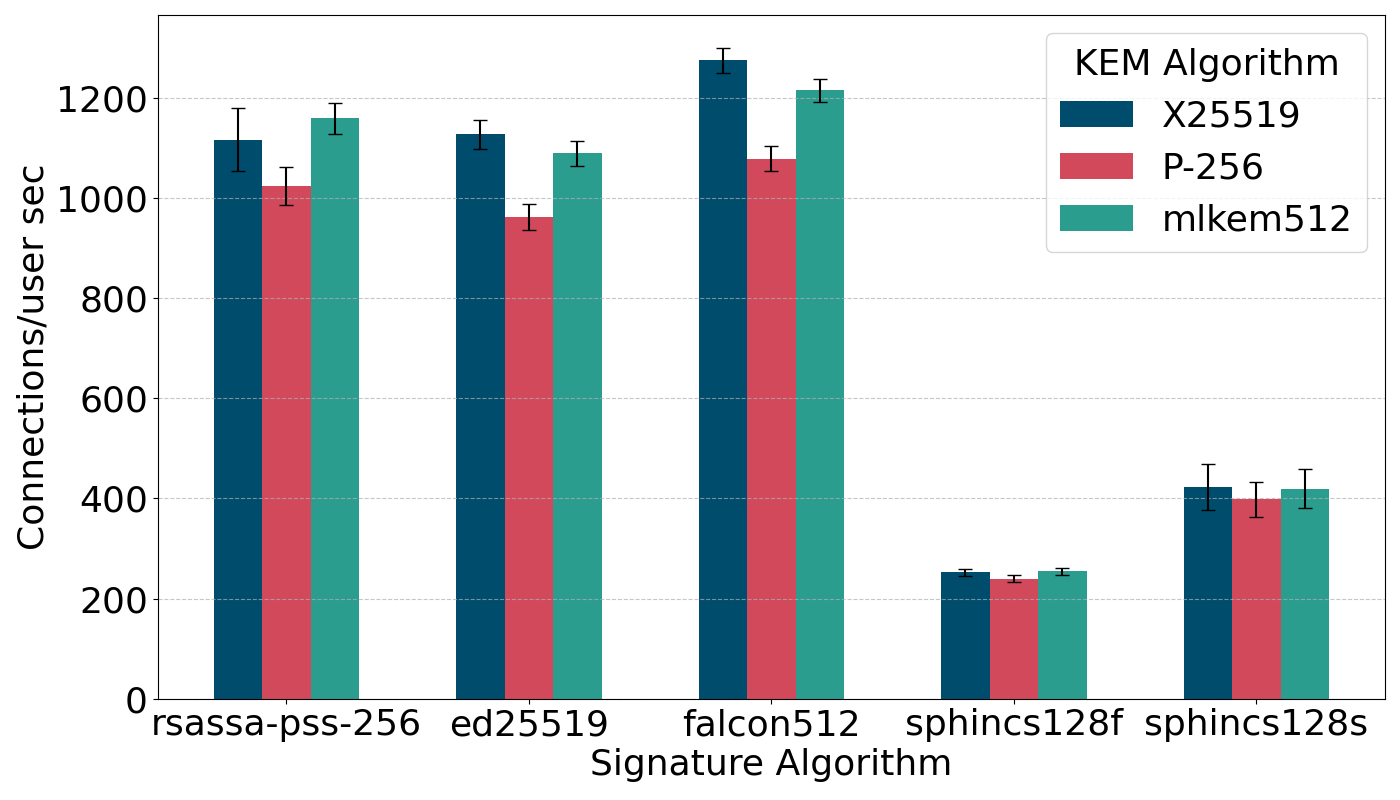 Connections/user sec
1200
1000
800
600
400
200
0
KEM Algorithm
X25519
P-256
mlkem512
rsassa-pss-256 ed25519 falcon512 sphincs128f sphincs128s
Signature Algorithm